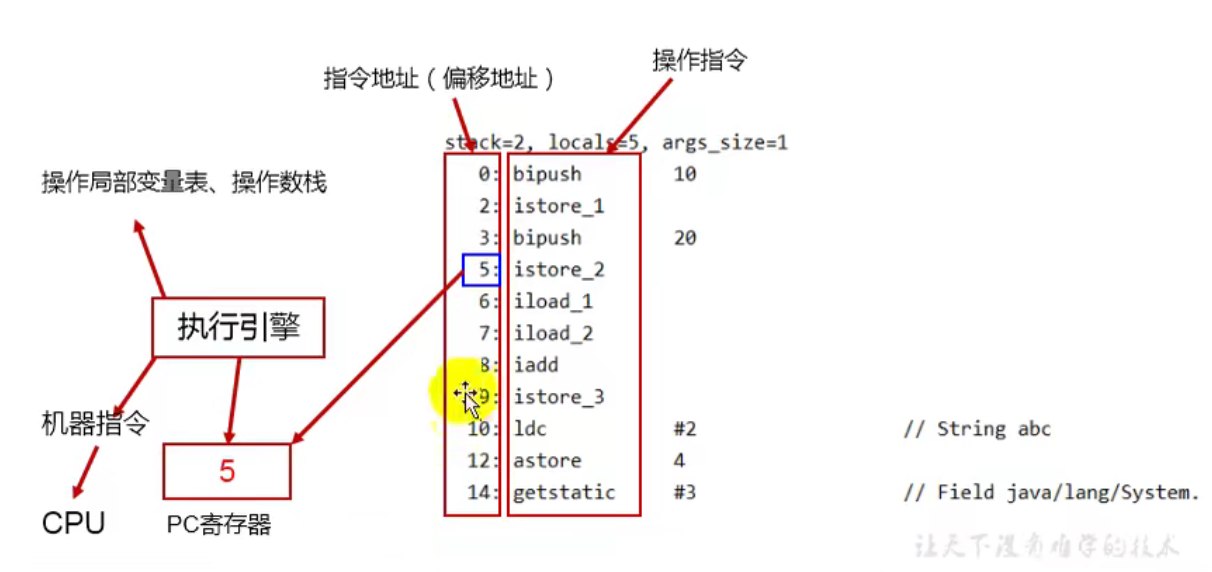 操作指令
指令地址（偏移地址）
stack=2, locals=5, args_size=1
操作局部变量表、操作数栈
0: bipush 10
2: istore_1
3: bipush 20
5: istore_2
6: iload_1
7: iload_2
8: iadd
9: istore_3
10: ldc #2 // String abc
12: astore 4
14: getstatic #3 // Field java/lang/System.
执行引擎
机器指令
5
CPU
PC寄存器
让天下没有难学的技术